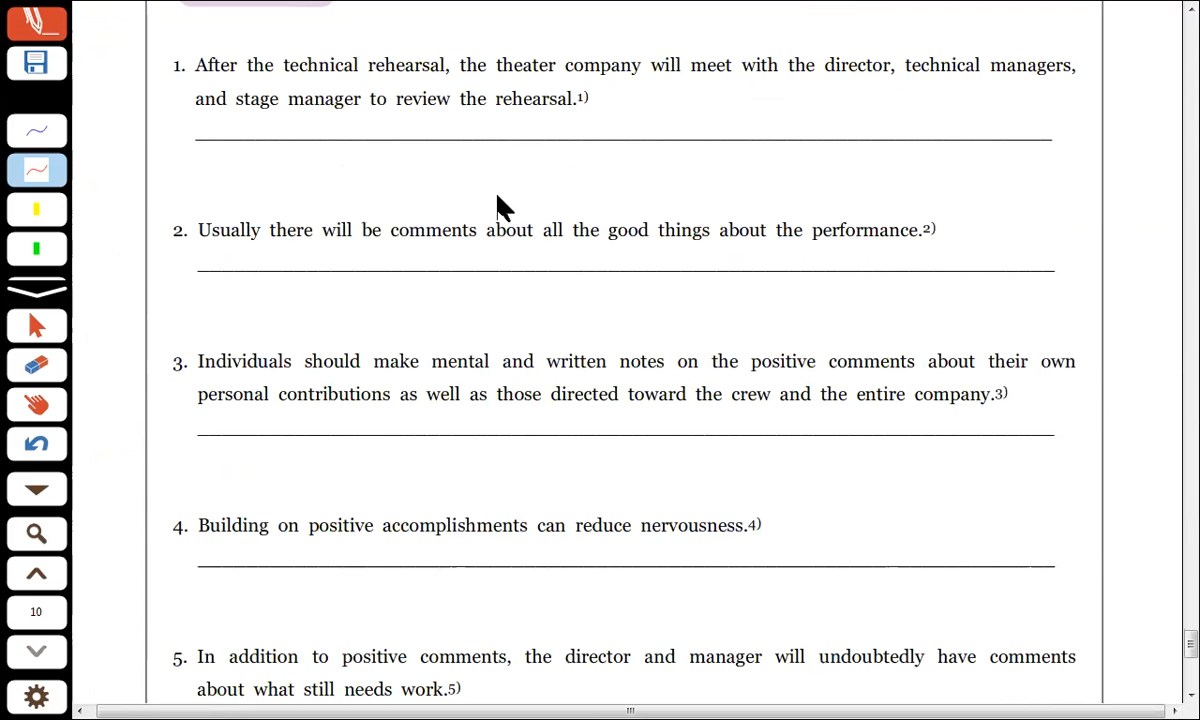 1. After the technical rehearsal, the theater company will meet with the director, technical managers,
and stage manager to review the rehearsal.1)
2. Usually there will be comments about all the good things about the performance.2)
3. Individuals should make mental and written notes on the positive comments about their own
personal contributions as well as those directed toward the crew and the entire company.3)
4. Building on positive accomplishments can reduce nervousness.4)
10
5. In addition to positive comments, the director and manager will undoubtedly have comments
about what still needs work.5)